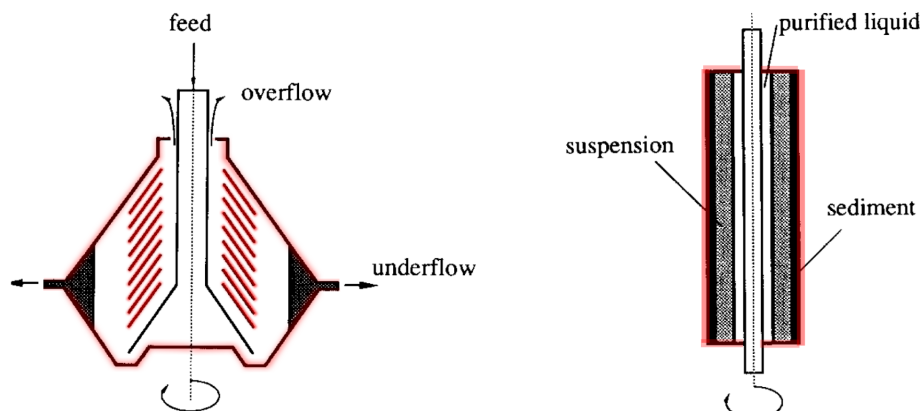 feed
overflow
underflow
purified liquid
suspension
sediment